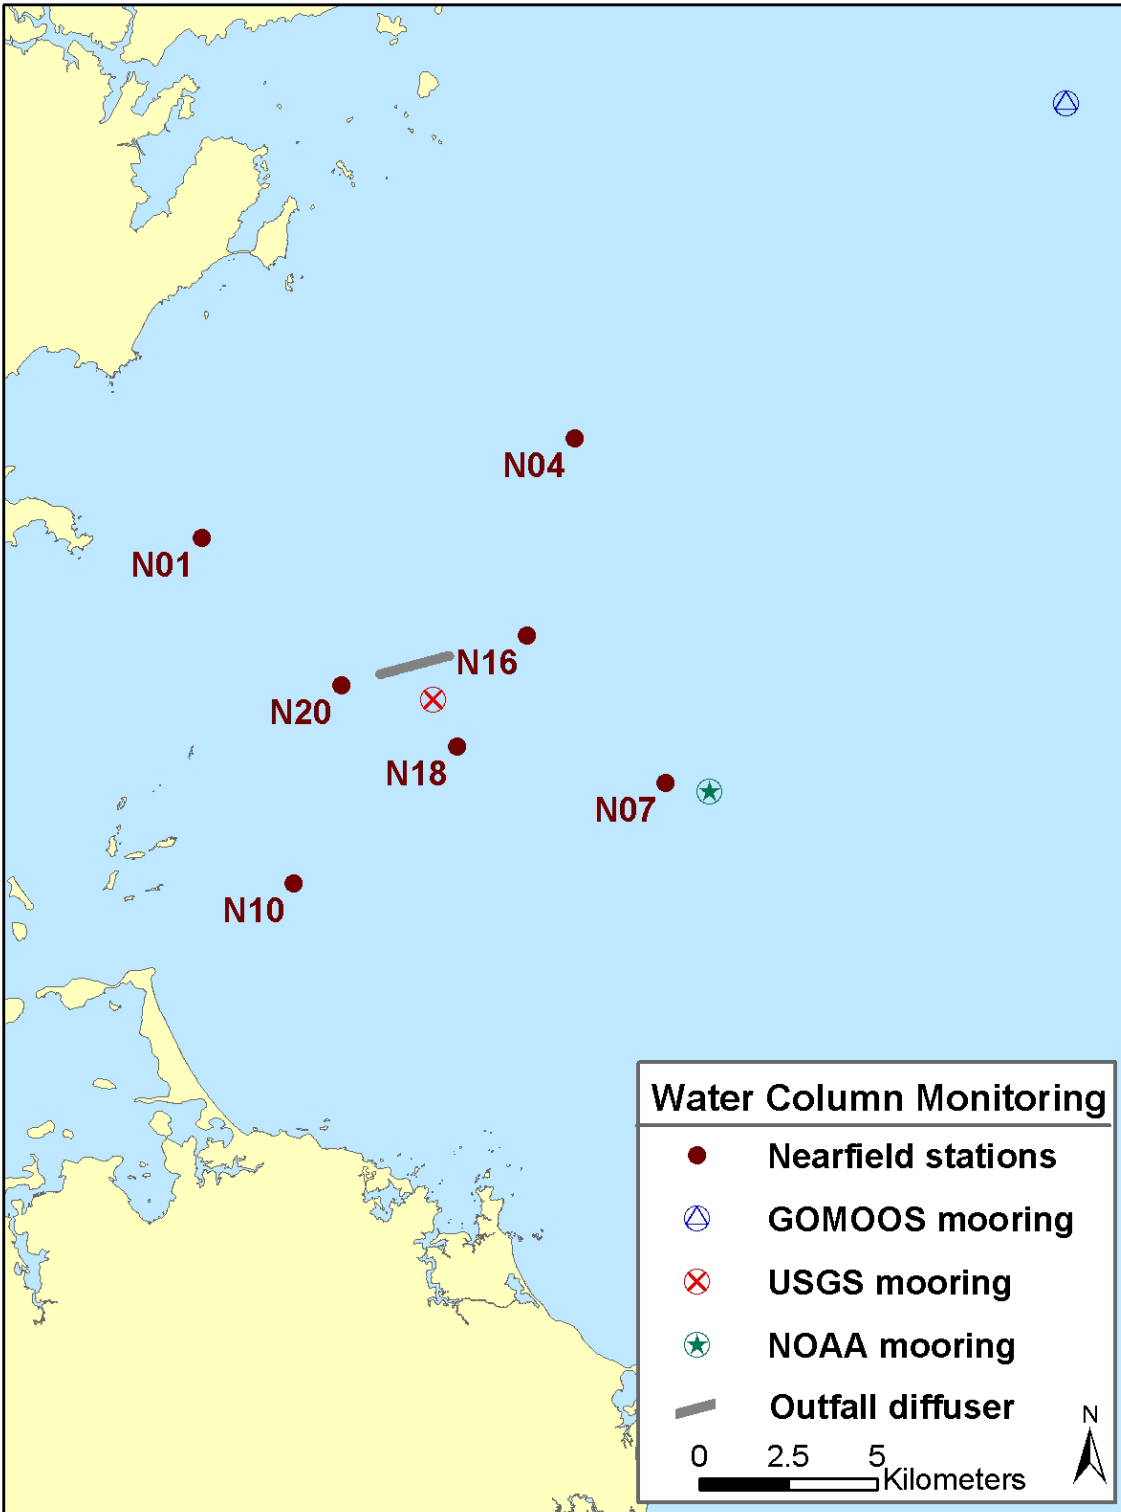 N04
N01
N16
N20
N18
N07
N10
Water Column Monitoring
Nearfield stations
GOMOOS mooring
USGS mooring
NOAA mooring
Outfall diffuser
N
0 2.5 5
Kilometers